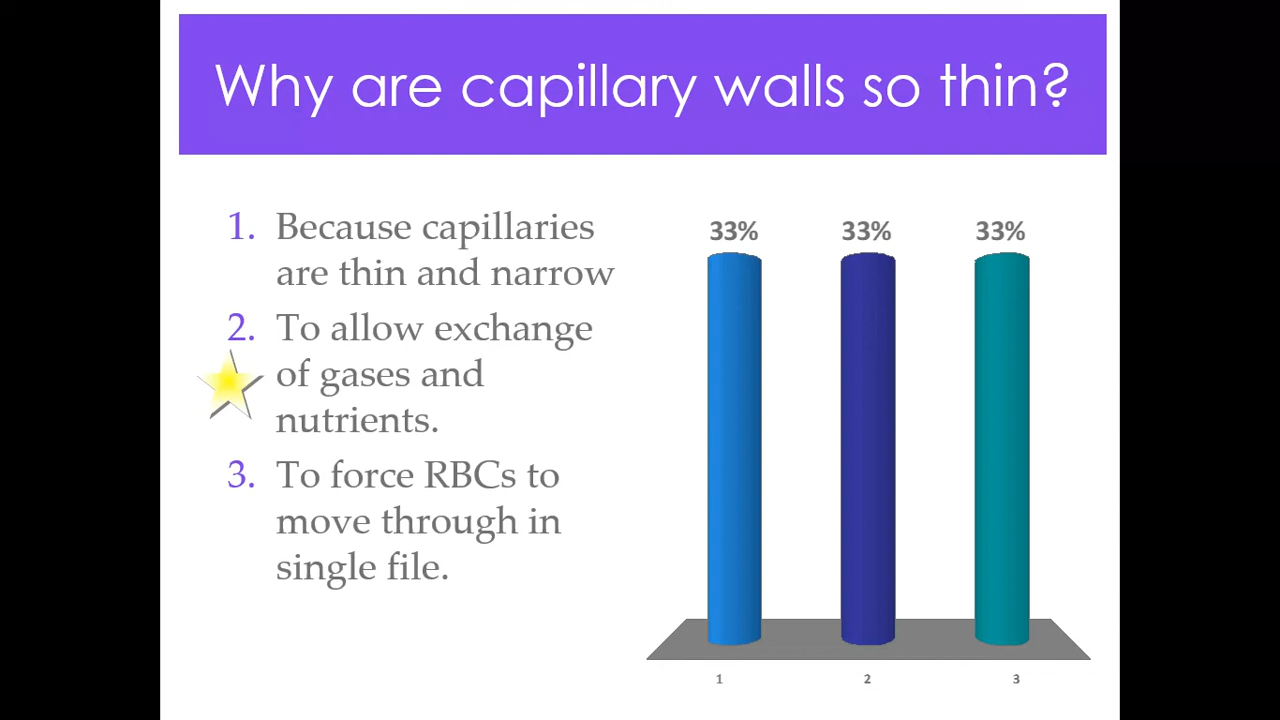 Why are capillary walls so thin?
1. Because capillaries
are thin and narrow
2. To allow exchange
of gases and
nutrients.
3. To force RBCs to
move through in
single file.
33% 33% 33%
1 2 3